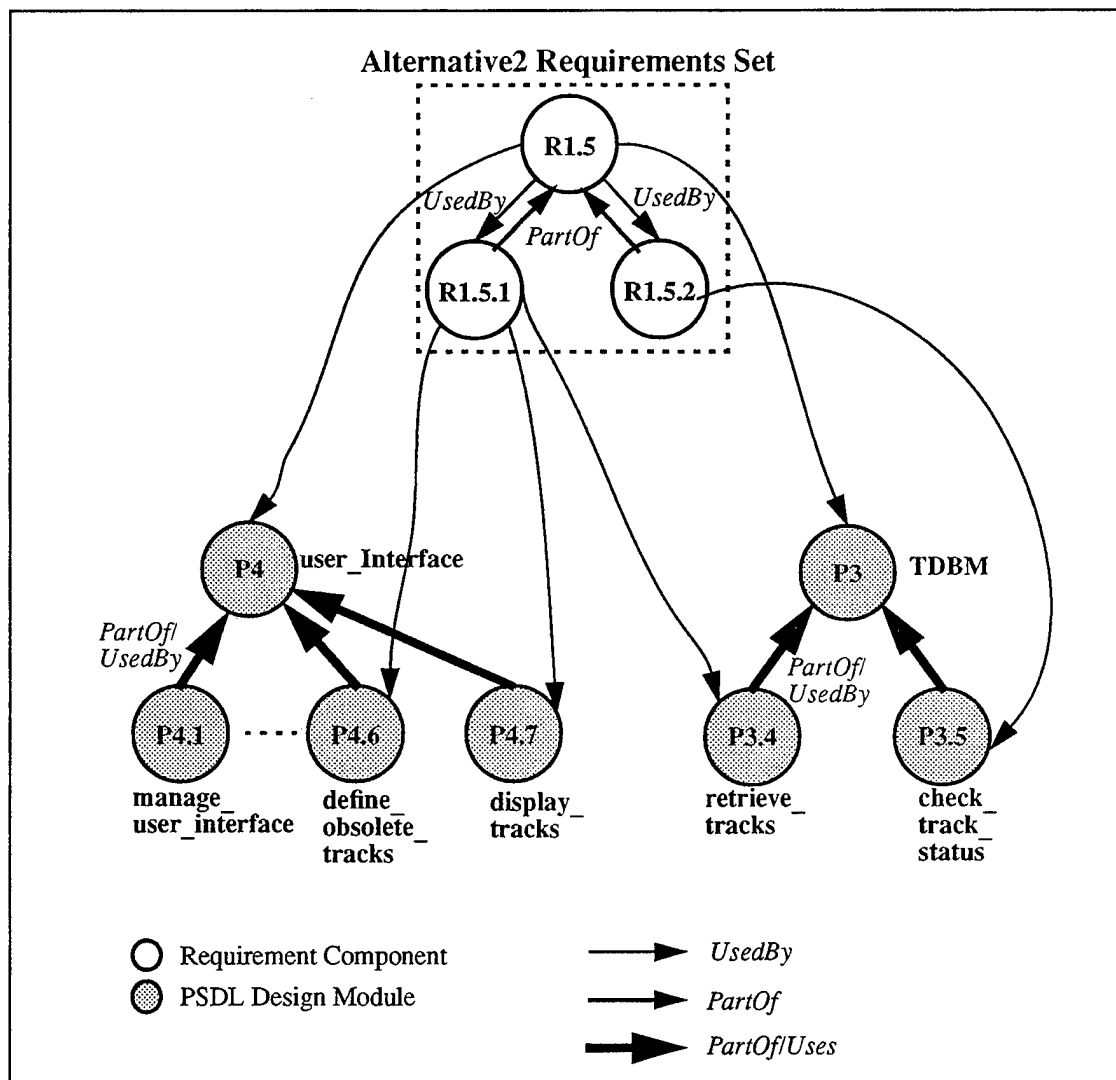 Alternative2 Requirements Set
R1.5
UsedBy
UsedBy
PartOf
R1.5.1
R1.5.2
P4
user_Interface
P3
TDBM
PartOf/
UsedBy
PartOf/
UsedBy
P4.1
P4.6
P4.7
P3.4
P3.5
manage_
user_interface
define_
obsolete_
tracks
display_
tracks
retrieve_
tracks
check_
track_
status
Requirement Component
PSDL Design Module
UsedBy
PartOf
PartOf/Uses